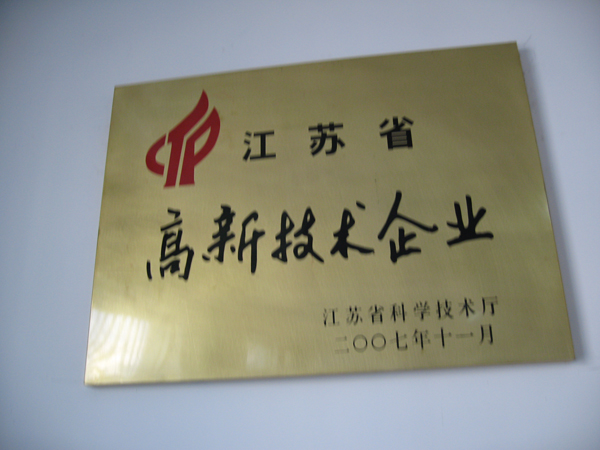 江苏省
高新技术企业
江苏省科学技术厅
二〇〇七年十一月